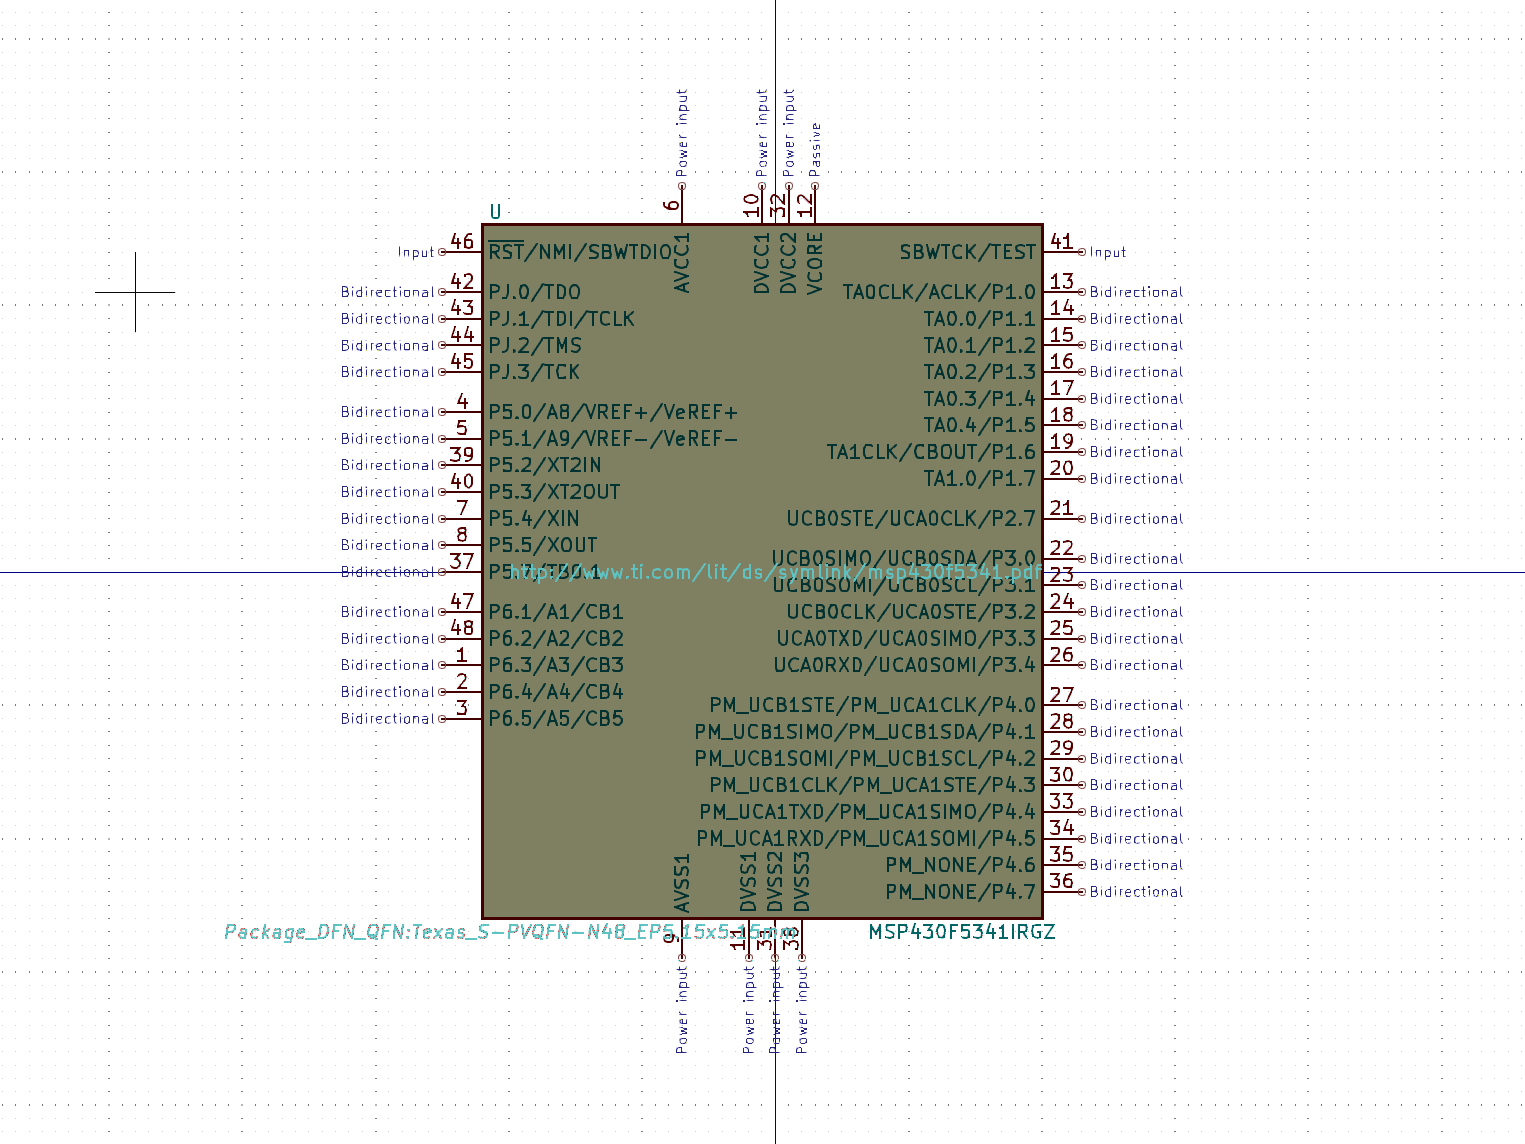 Power input
Power input
Power input
Passive
6
10
32
12
U
AVCC1
DVCC1
DVCC2
VCORE
Input 46 RST/NMI/SBWTDIO
SBWTCK/TEST 41 Input
Bidirectional 42 PJ.0/TDO
TA0CLK/ACLK/P1.0 13 Bidirectional
Bidirectional 43 PJ.1/TDI/TCLK
TA0.0/P1.1 14 Bidirectional
Bidirectional 44 PJ.2/TMS
TA0.1/P1.2 15 Bidirectional
Bidirectional 45 PJ.3/TCK
TA0.2/P1.3 16 Bidirectional
TA0.3/P1.4 17 Bidirectional
Bidirectional 4 P5.0/A8/VREF+/VeREF+
TA0.4/P1.5 18 Bidirectional
Bidirectional 5 P5.1/A9/VREF-/VeREF-
TA1CLK/CBOUT/P1.6 19 Bidirectional
Bidirectional 39 P5.2/XT2IN
TA1.0/P1.7 20 Bidirectional
Bidirectional 40 P5.3/XT2OUT
Bidirectional 7 P5.4/XIN
UCB0STE/UCA0CLK/P2.7 21 Bidirectional
Bidirectional 8 P5.5/XOUT
UCB0SIMO/UCB0SDA/P3.0 22 Bidirectional
Bidirectional 37
http://www.ti.com/lit/ds/symlink/msp430f5341.pdf
UCB0SOMI/UCB0SCL/P3.1 23 Bidirectional
Bidirectional 47 P6.1/A1/CB1
UCB0CLK/UCA0STE/P3.2 24 Bidirectional
Bidirectional 48 P6.2/A2/CB2
UCA0TXD/UCA0SIMO/P3.3 25 Bidirectional
Bidirectional 1 P6.3/A3/CB3
UCA0RXD/UCA0SOMI/P3.4 26 Bidirectional
Bidirectional 2 P6.4/A4/CB4
PM_UCB1STE/PM_UCA1CLK/P4.0 27 Bidirectional
Bidirectional 3 P6.5/A5/CB5
PM_UCB1SIMO/PM_UCB1SDA/P4.1 28 Bidirectional
PM_UCB1SOMI/PM_UCB1SCL/P4.2 29 Bidirectional
PM_UCB1CLK/PM_UCA1STE/P4.3 30 Bidirectional
PM_UCA1TXD/PM_UCA1SIMO/P4.4 33 Bidirectional
PM_UCA1RXD/PM_UCA1SOMI/P4.5 34 Bidirectional
PM_NONE/P4.6 35 Bidirectional
PM_NONE/P4.7 36 Bidirectional
AVSS1
DVSS1
DVSS2
DVSS3
Package_DFN_QFN:Texas_S-PVQFN-N48_EP5.15x5.15mm
MSP430F5341IRGZ
9
11
31
Power input
Power input
Power input
Power input